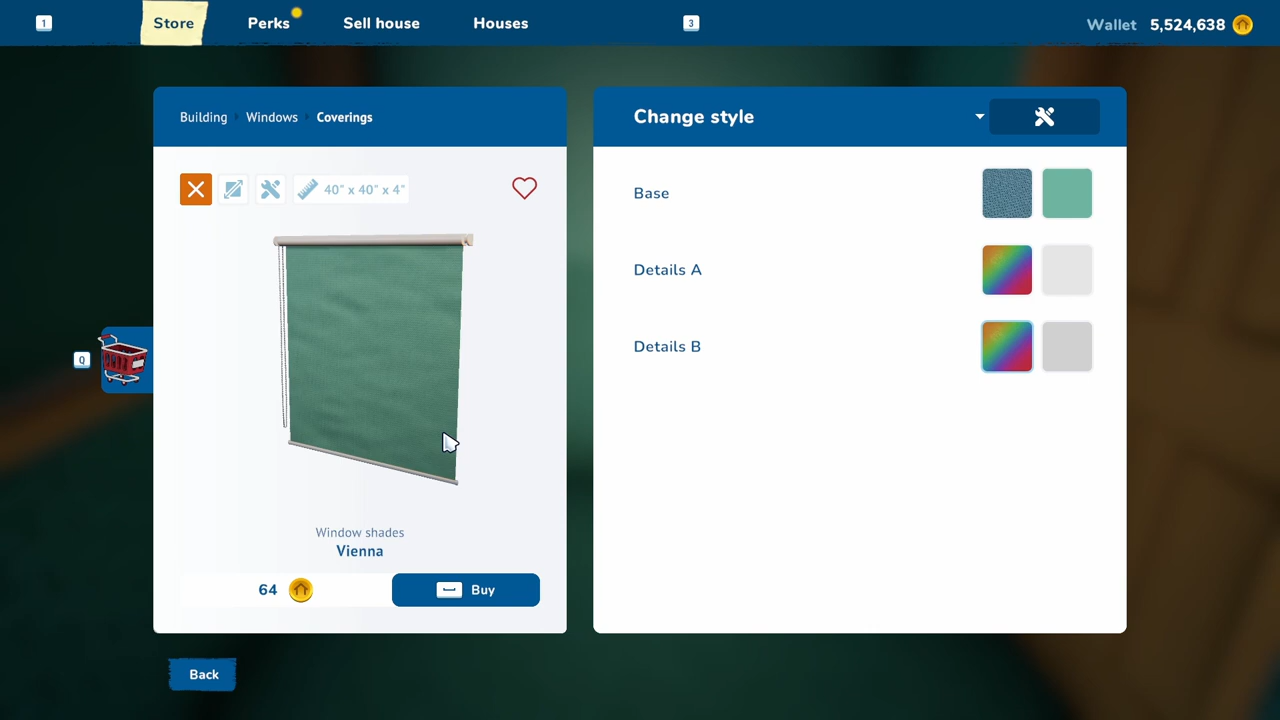 1
Store
Perks
Sell house
Houses
3
Wallet 5,524,638
Building
Windows
Coverings
40" x 40" x 4"
Window shades
Vienna
64
Buy
Q
Back
Change style
Base
Details A
Details B